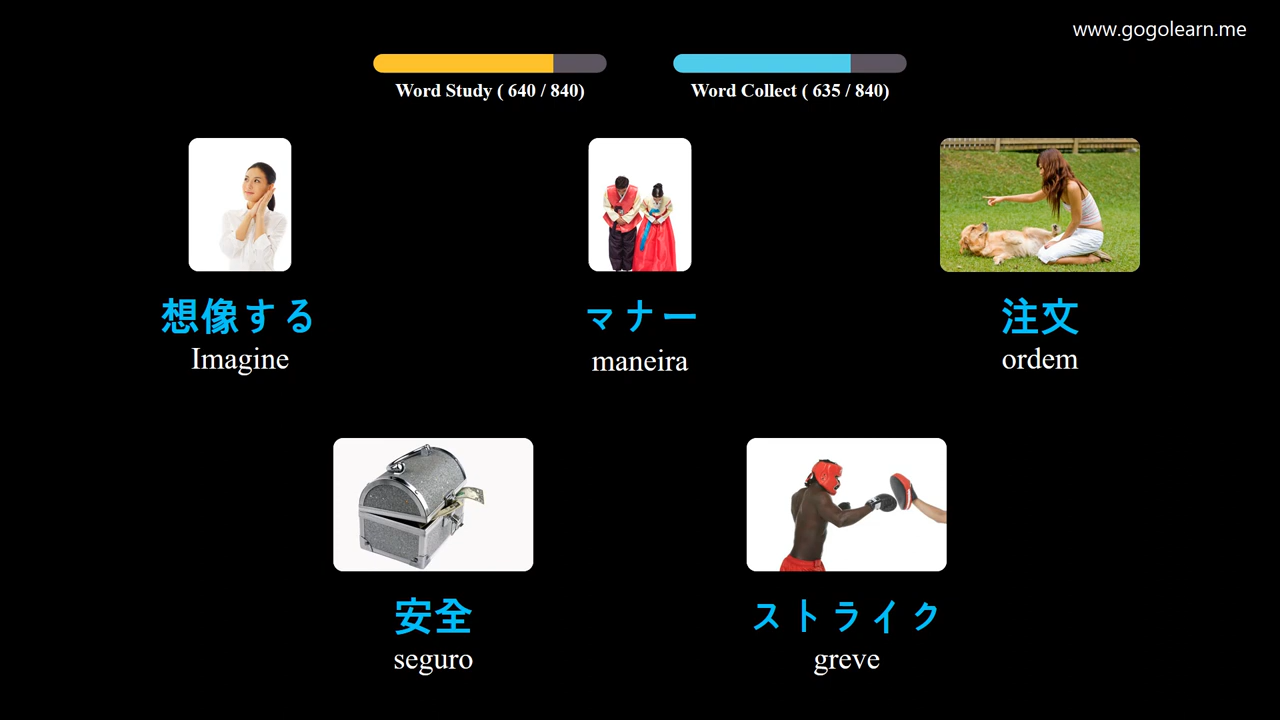 www.gogolearn.me
Word Study ( 640 / 840)
Word Collect ( 635 / 840)
想像する
Imagine
マナー
maneira
注文
ordem
安全
seguro
ストライク
greve